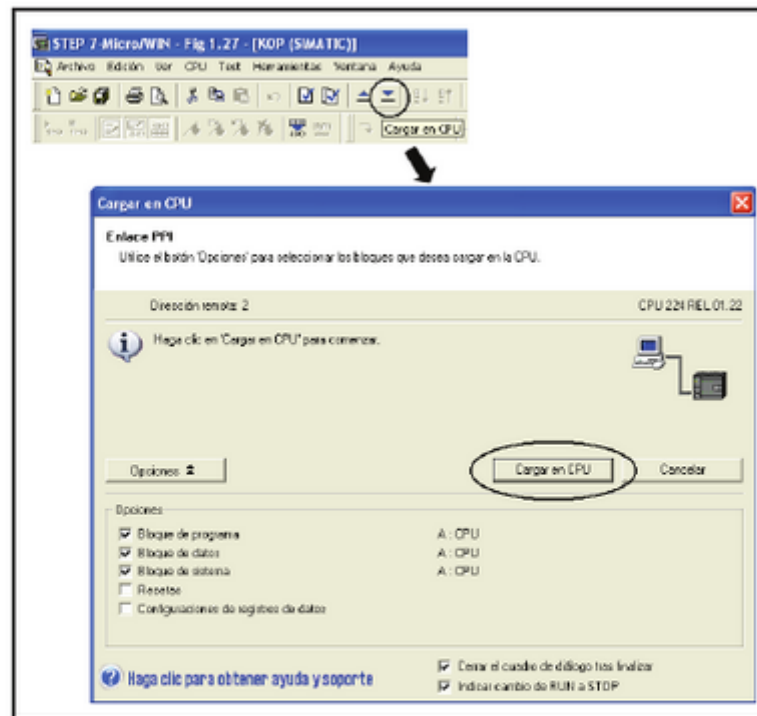 STEP 7-Micro/WIN - Fig 1.27 - [KOP (SIMATIC)]
Archivo Edición Ver CPU Test Herramientas Ventana Ayuda
Cargar en CPU
Cargar en CPU
Enlace PPI
Utilice el botón 'Opciones' para seleccionar los bloques que desea cargar en la CPU.
Dirección remota: 2 CPU 224 REL.01.22
Haga clic en 'Cargar en CPU' para comenzar.
Opciones Cargar en CPU Cancelar
Opciones
Bloque de programa A : CPU
Bloque de datos A : CPU
Bloque de sistema A : CPU
Recetas
Configuraciones de registros de datos
Cerrar el cuadro de diálogo tras finalizar
Haga clic para obtener ayuda y soporte
Indicar cambio de RUN a STOP